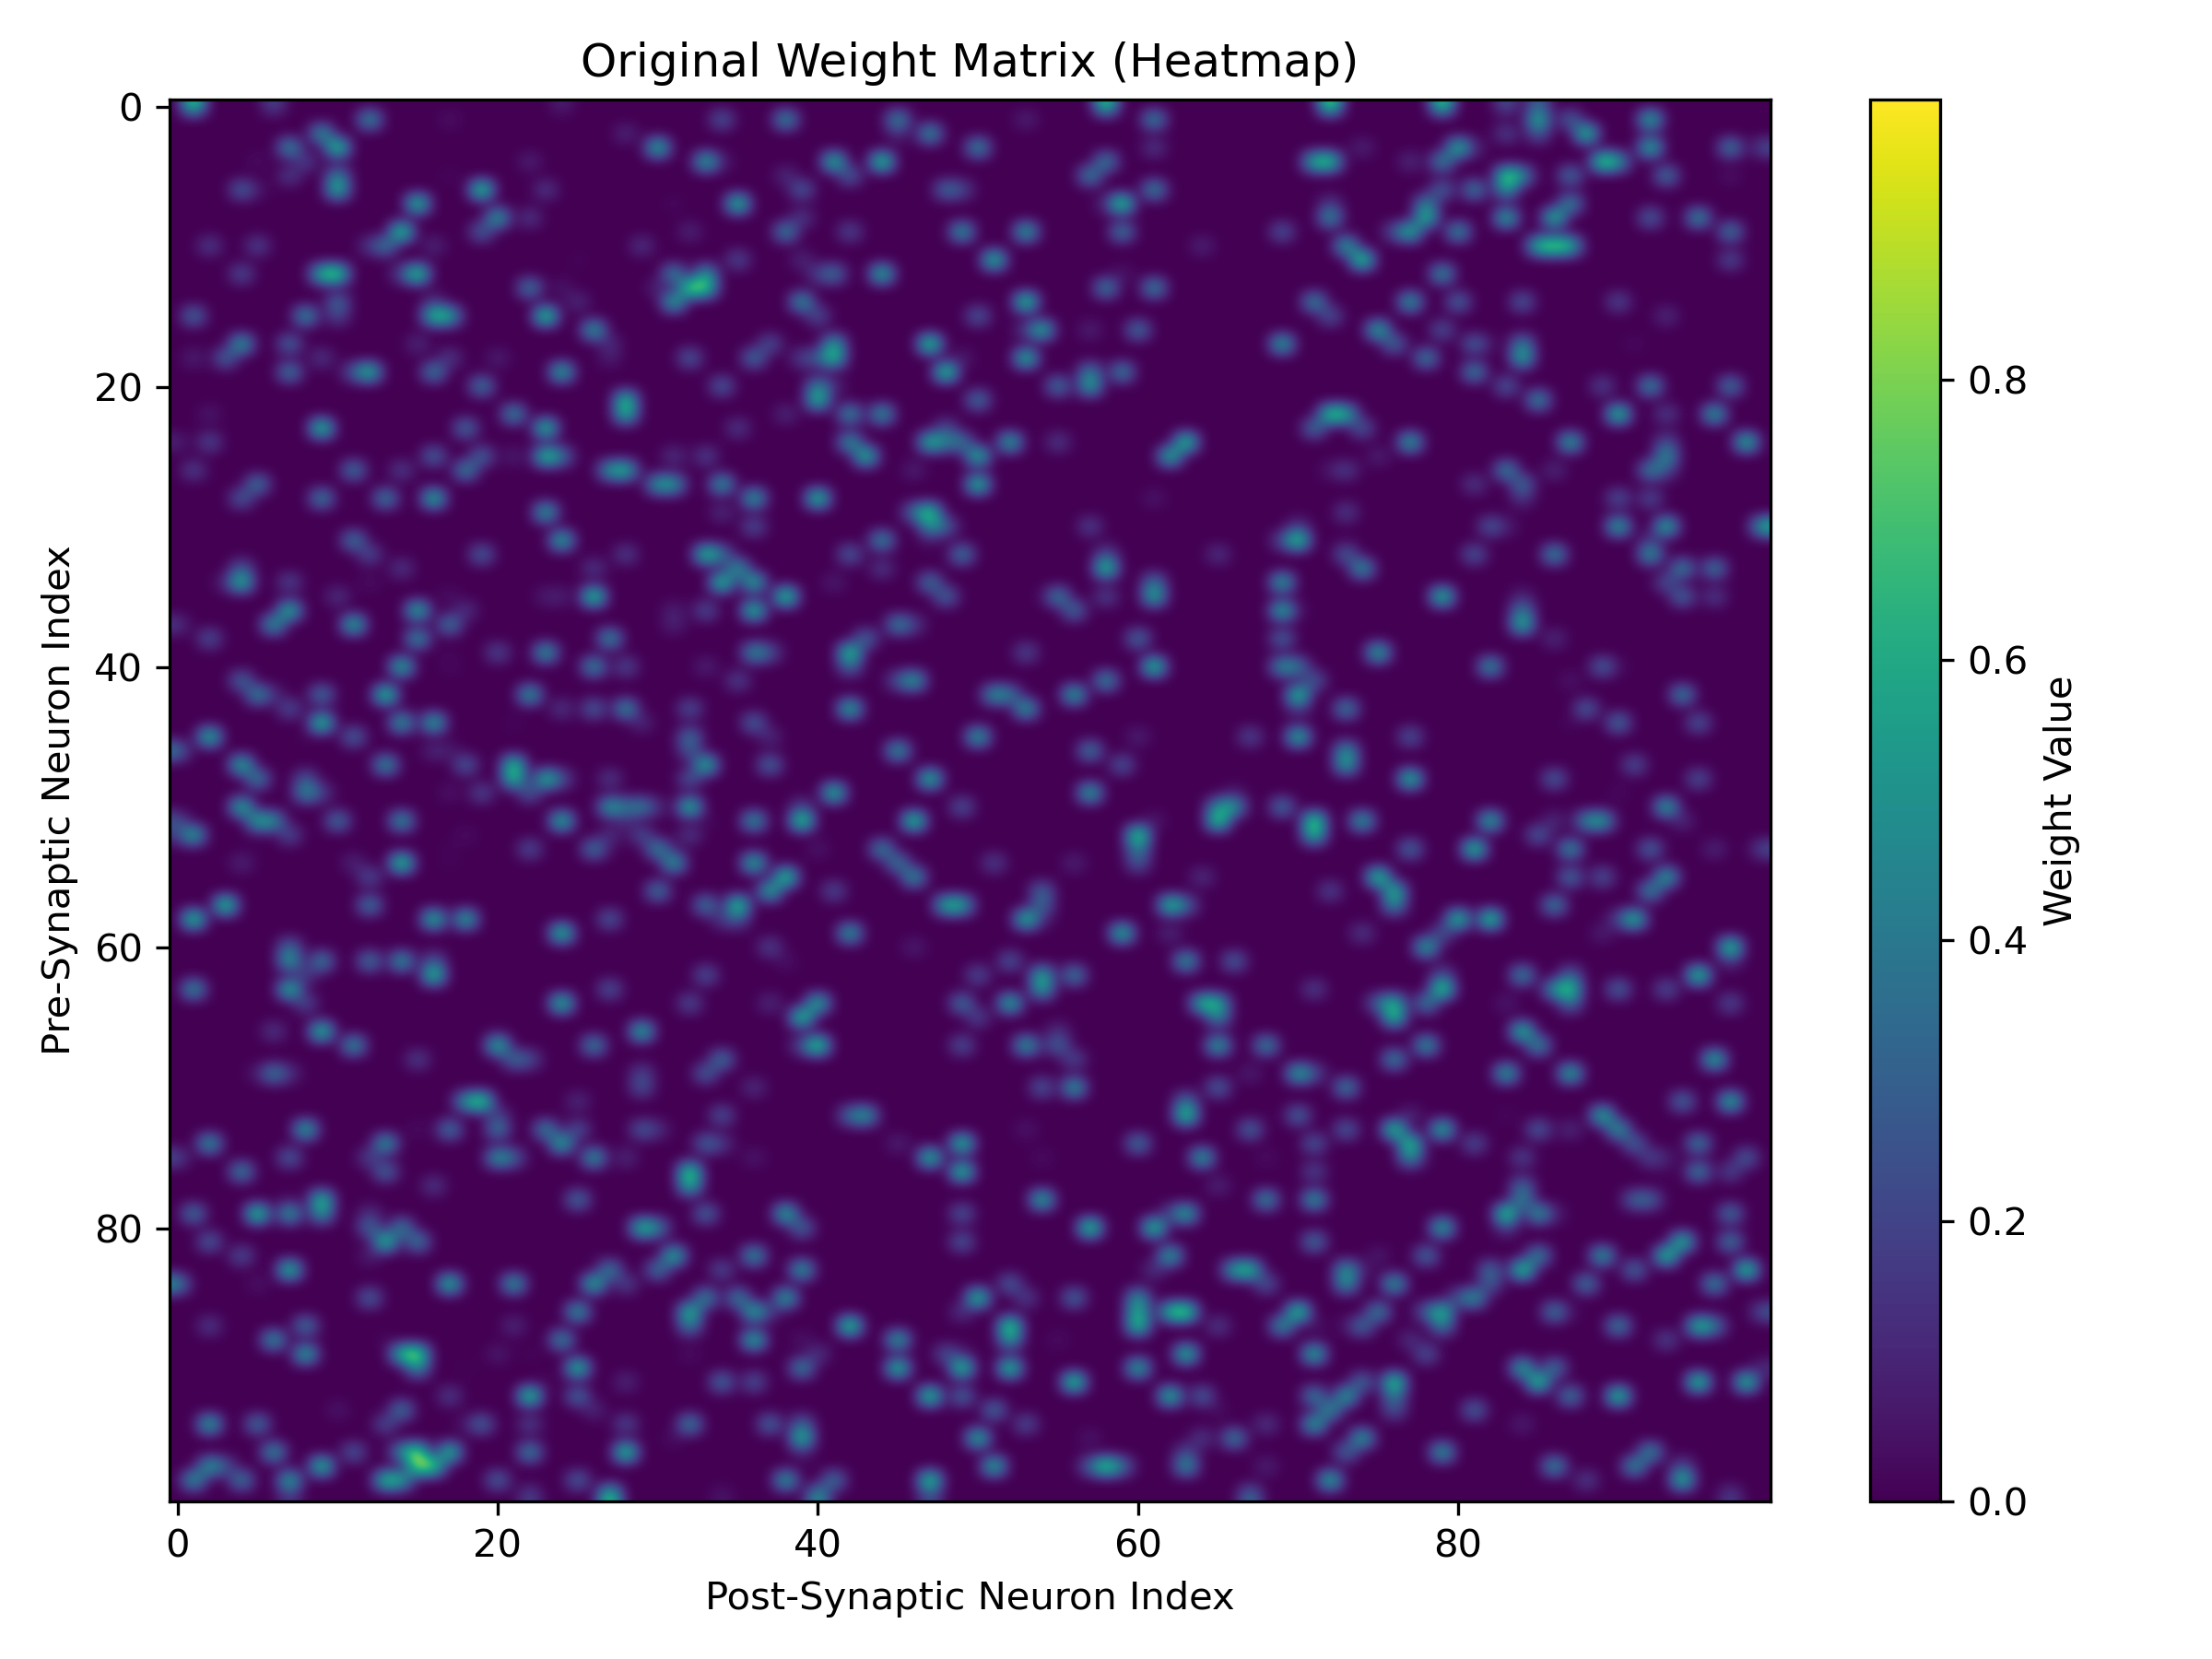 Original Weight Matrix (Heatmap)
0
20
40
60
80
Pre-Synaptic Neuron Index
0 20 40 60 80
Post-Synaptic Neuron Index
0.8
0.6
0.4
0.2
0.0
Weight Value